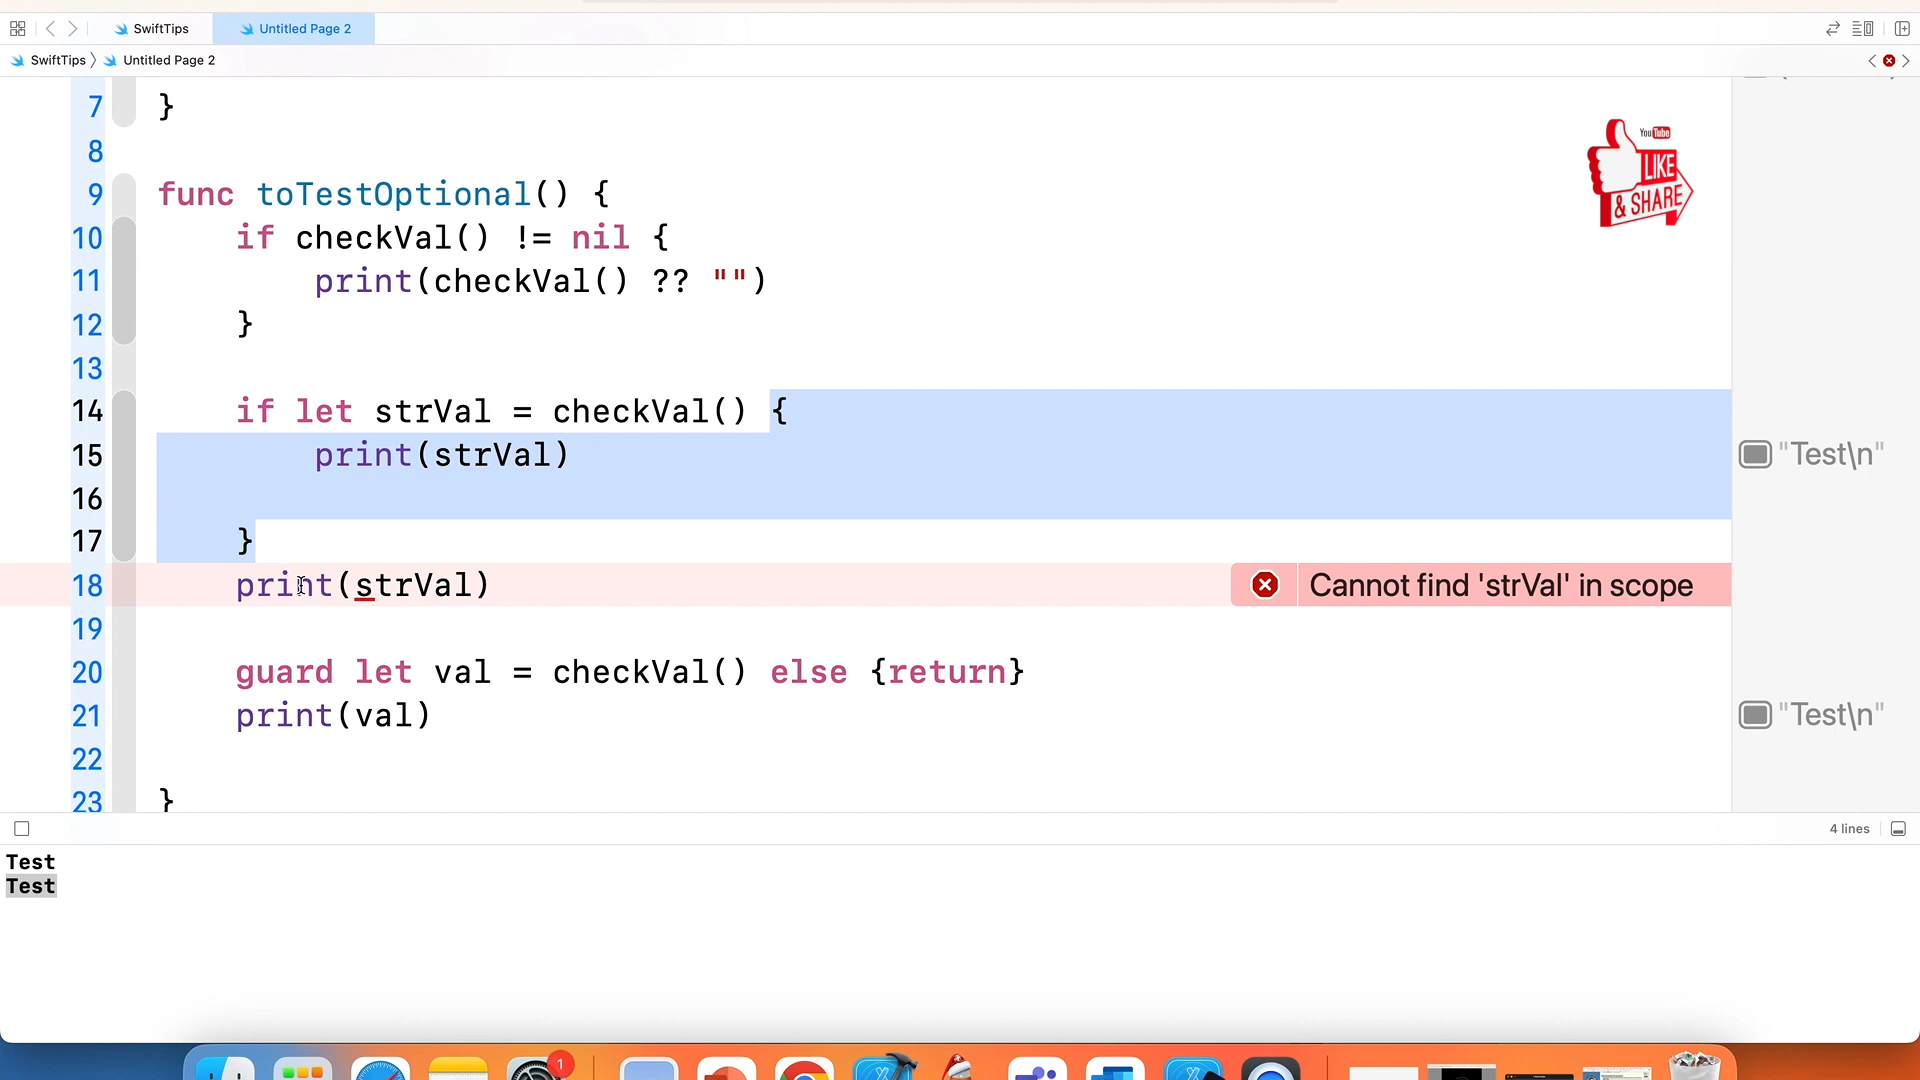 SwiftTips
Untitled Page 2
SwiftTips
Untitled Page 2
7 }
8
9 func toTestOptional() {
10 if checkVal() != nil {
11 print(checkVal() ?? "")
12 }
13
14 if let strVal = checkVal() {
15 print(strVal) "Test\n"
16
17 }
18 print(strVal) Cannot find 'strVal' in scope
19
20 guard let val = checkVal() else {return}
21 print(val) "Test\n"
22
23 }
You Tube
LIKE
& SHARE
4 lines
Test
Test
1